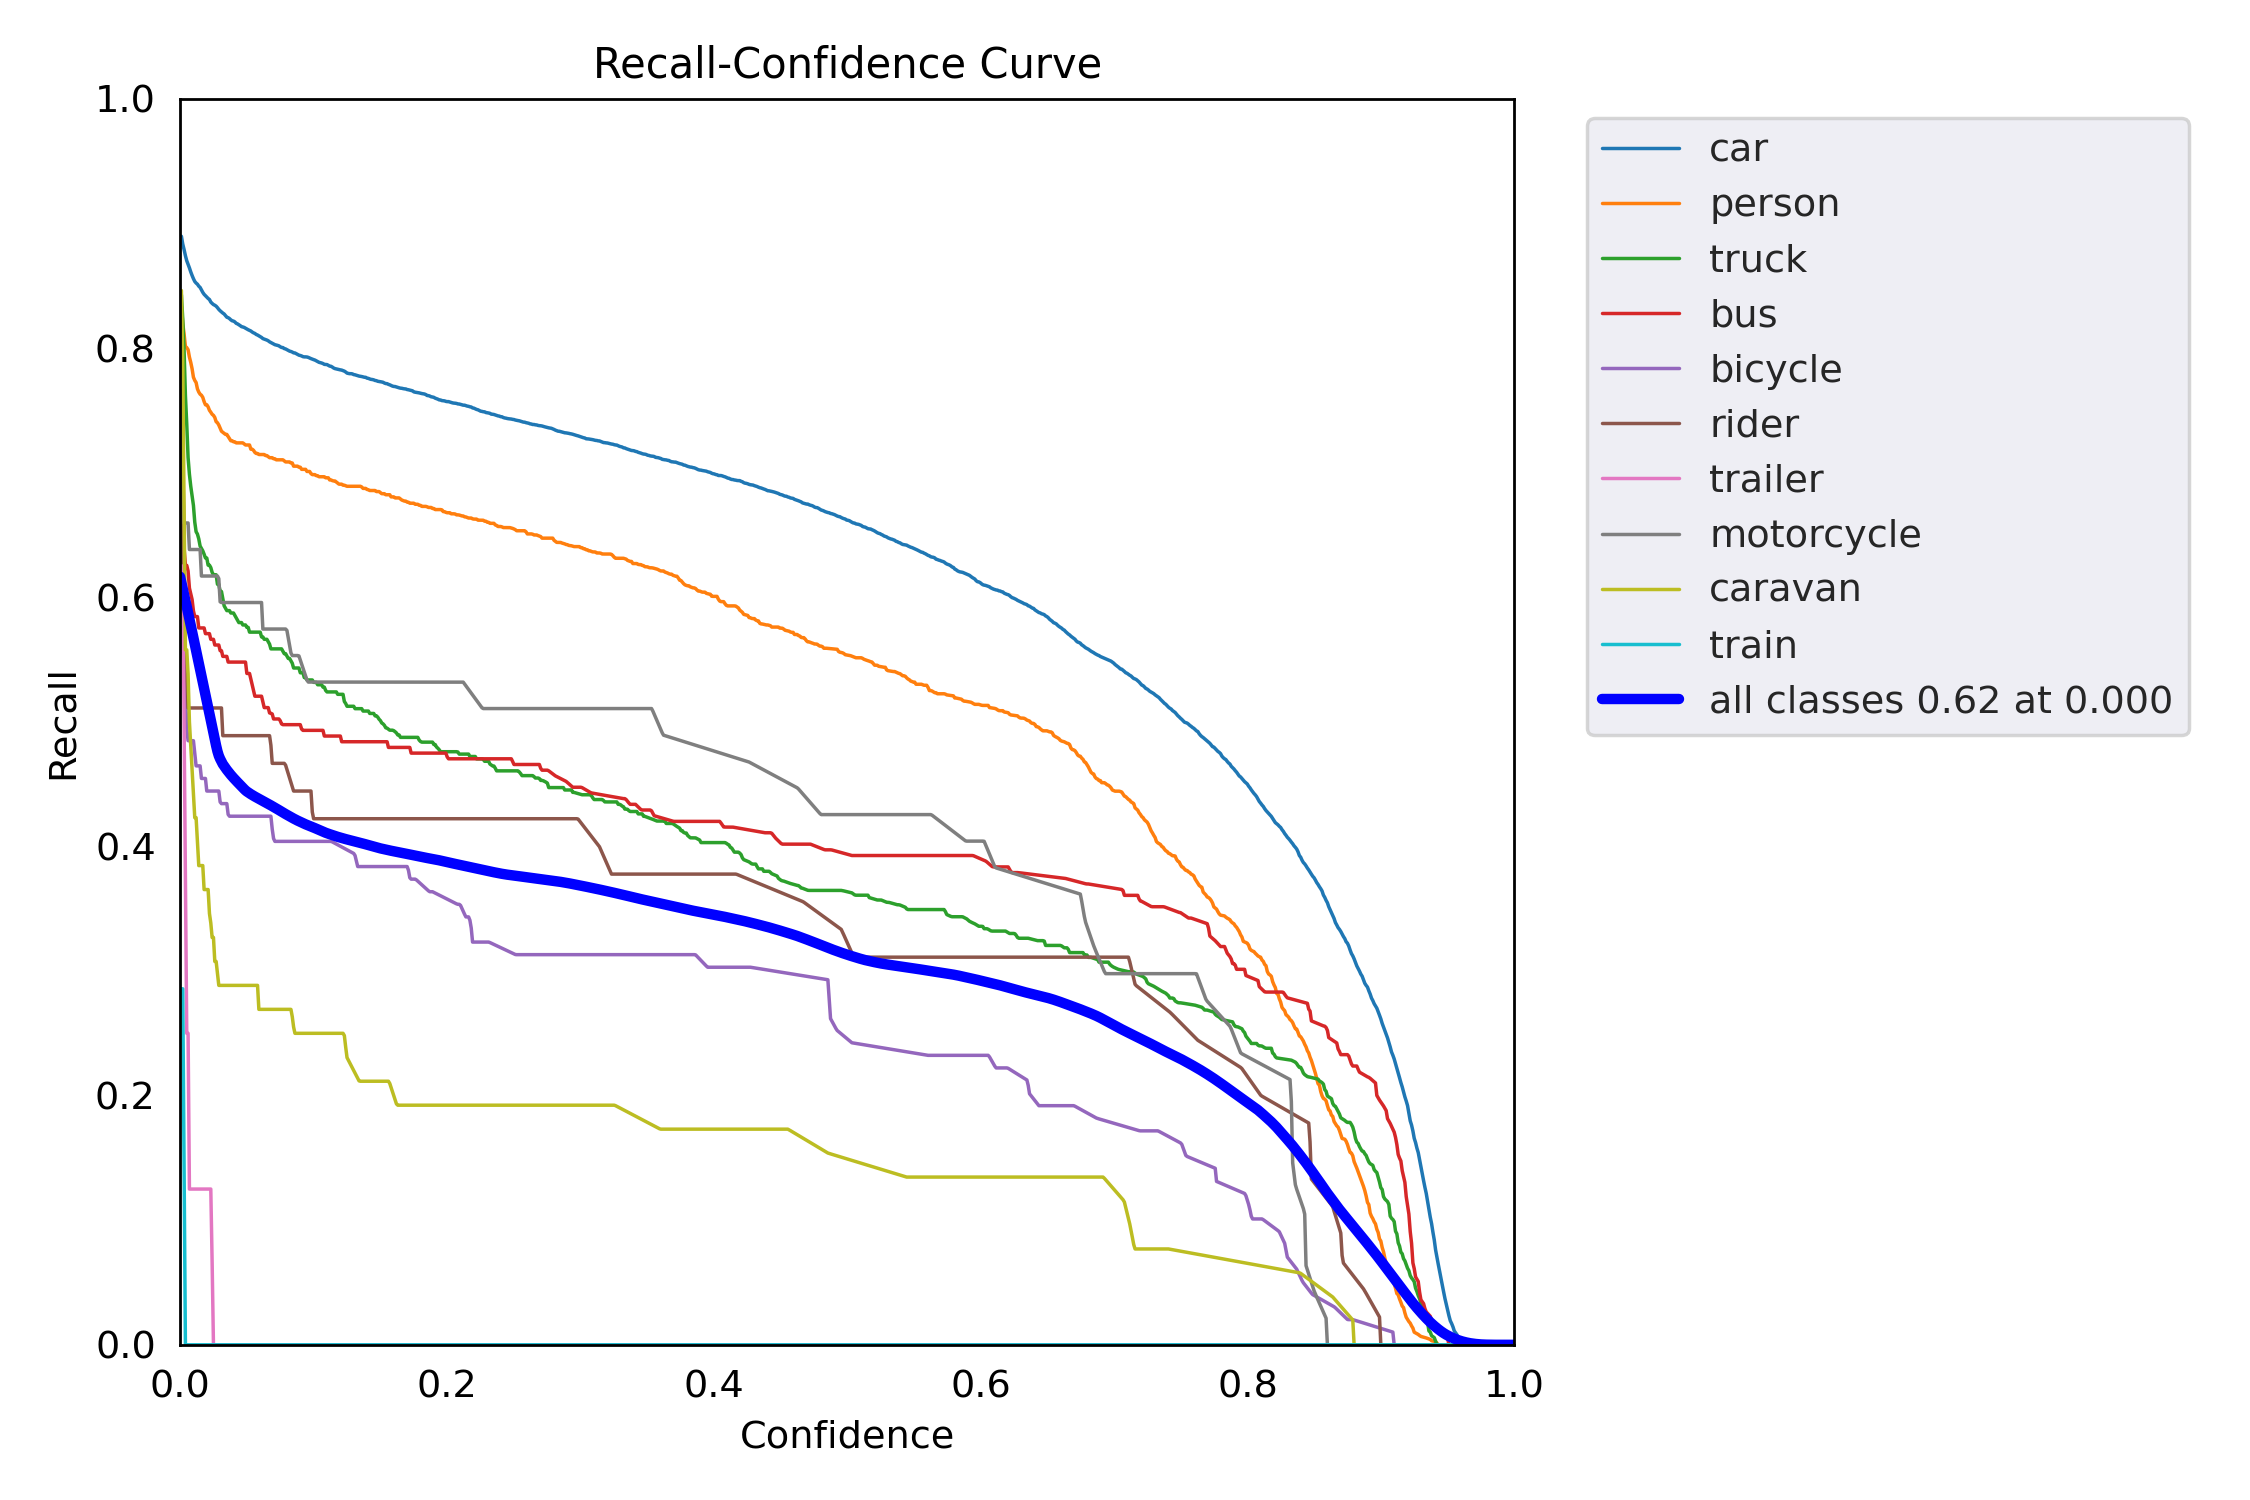 Recall-Confidence Curve
1.0
0.8
0.6
0.4
0.2
0.0
Recall
0.0 0.2 0.4 0.6 0.8 1.0
Confidence
car
person
truck
bus
bicycle
rider
trailer
motorcycle
caravan
train
all classes 0.62 at 0.000